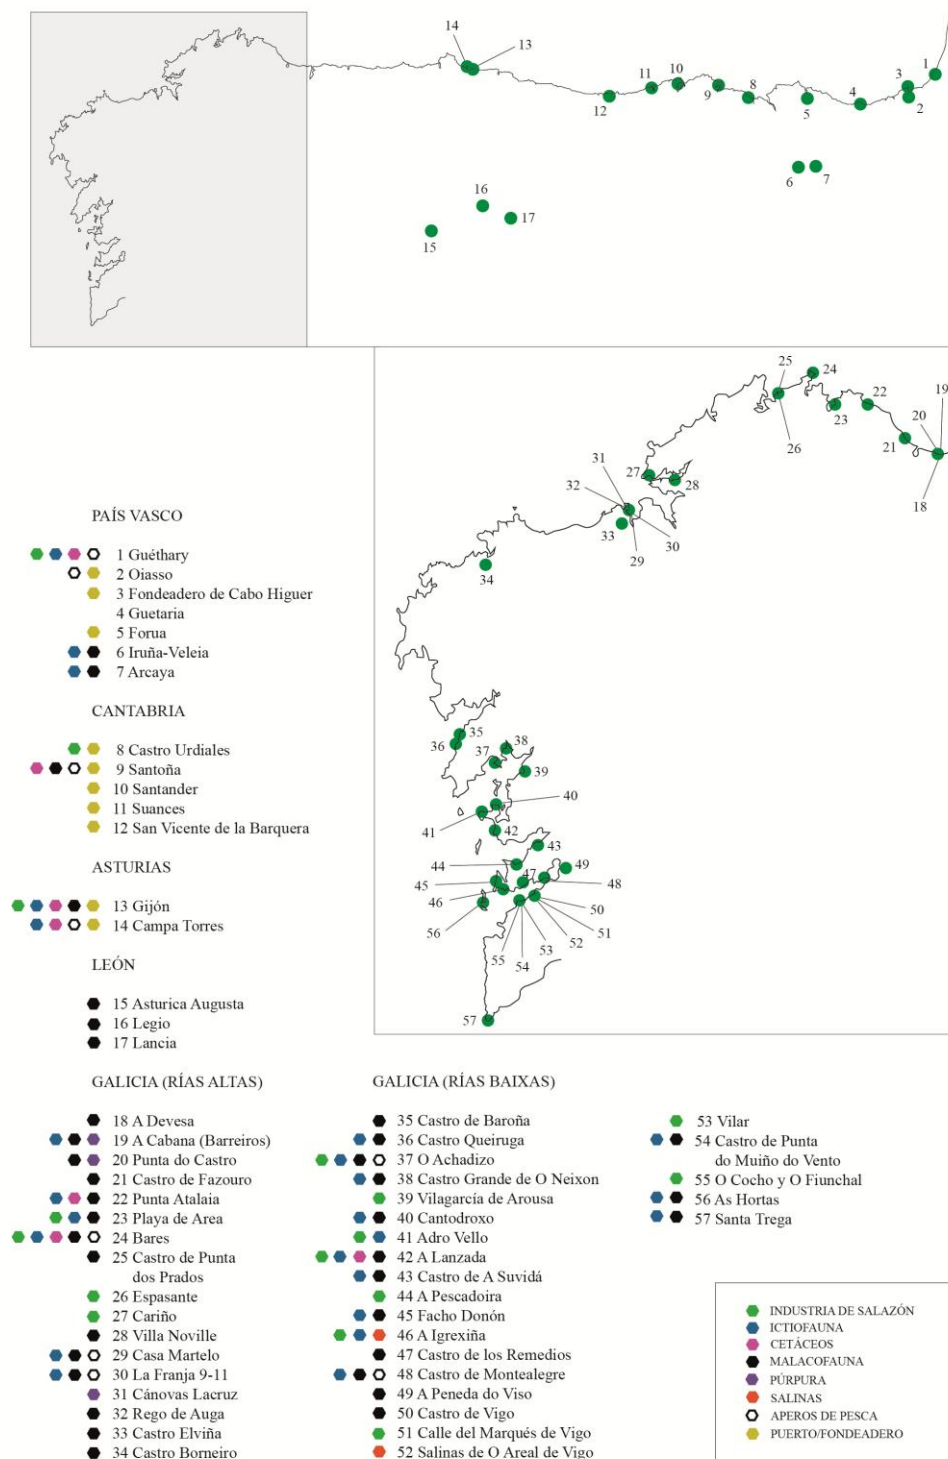 14
13
1
3
10
11
2
12
9
8
5
4
6
7
16
17
15
25
24
22
19
20
23
26
21
18
27
28
31
32
33
30
29
34
35
36
38
37
39
40
41
42
43
44
49
47
45
48
46
50
56
51
52
53
55
54
57
PAÍS VASCO
1 Guéthary
2 Oiasso
3 Fondeadero de Cabo Higuer
4 Guetaria
5 Forua
6 Iruña-Veleia
7 Arcaya
CANTABRIA
8 Castro Urdiales
9 Santoña
10 Santander
11 Suances
12 San Vicente de la Barquera
ASTURIAS
13 Gijón
14 Campa Torres
LEÓN
15 Asturica Augusta
16 Legio
17 Lancia
GALICIA (RÍAS ALTAS)
18 A Devesa
19 A Cabana (Barreiros)
20 Punta do Castro
21 Castro de Fazouro
22 Punta Atalaia
23 Playa de Area
24 Bares
25 Castro de Punta
dos Prados
26 Espasante
27 Cariño
28 Villa Noville
29 Casa Martelo
30 La Franja 9-11
31 Cánovas Lacruz
32 Rego de Auga
33 Castro Elviña
34 Castro Borneiro
GALICIA (RÍAS BAIXAS)
35 Castro de Baroña
36 Castro Queiruga
37 O Achadizo
38 Castro Grande de O Neixon
39 Vilagarcía de Arousa
40 Cantodroxo
41 Adro Vello
42 A Lanzada
43 Castro de A Suvidá
44 A Pescadoira
45 Facho Donón
46 A Igrexiña
47 Castro de los Remedios
48 Castro de Montealegre
49 A Peneda do Viso
50 Castro de Vigo
51 Calle del Marqués de Vigo
52 Salinas de O Areal de Vigo
53 Vilar
54 Castro de Punta
do Muiño do Vento
55 O Cocho y O Fiunchal
56 As Hortas
57 Santa Trega
INDUSTRIA DE SALAZÓN
ICTIOFAUNA
CETÁCEOS
MALACOFAUNA
PÚRPURA
SALINAS
APEROS DE PESCA
PUERTO/FONDEADERO